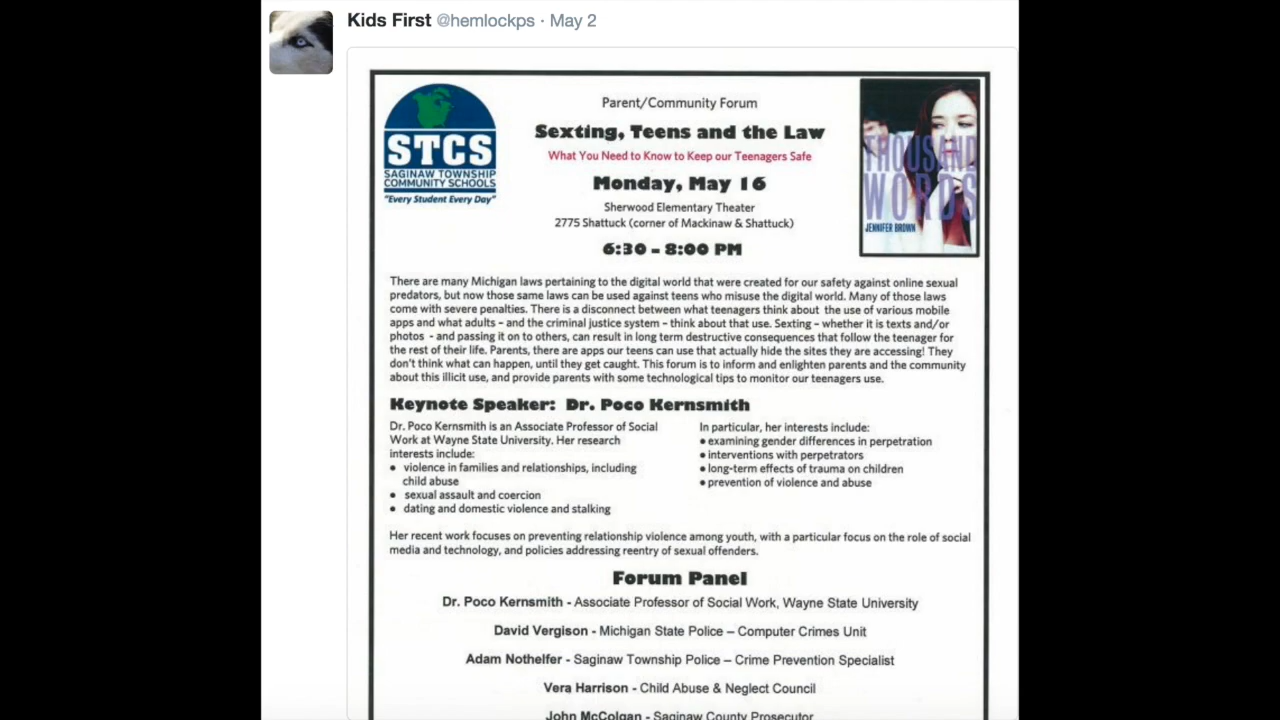 Kids First @hemlockps · May 2
STCS
SAGINAW TOWNSHIP
COMMUNITY SCHOOLS
"Every Student Every Day"
Parent/Community Forum
Sexting, Teens and the Law
What You Need to Know to Keep our Teenagers Safe
Monday, May 16
Sherwood Elementary Theater
2775 Shattuck (corner of Mackinaw & Shattuck)
6:30 - 8:00 PM
THOUSAND
WORDS
JENNIFER BROWN
There are many Michigan laws pertaining to the digital world that were created for our safety against online sexual
predators, but now those same laws can be used against teens who misuse the digital world. Many of those laws
come with severe penalties. There is a disconnect between what teenagers think about the use of various mobile
apps and what adults – and the criminal justice system – think about that use. Sexting – whether it is texts and/or
photos - and passing it on to others, can result in long term destructive consequences that follow the teenager for
the rest of their life. Parents, there are apps our teens can use that actually hide the sites they are accessing! They
don't think what can happen, until they get caught. This forum is to inform and enlighten parents and the community
about this illicit use, and provide parents with some technological tips to monitor our teenagers use.
Keynote Speaker: Dr. Poco Kernsmith
Dr. Poco Kernsmith is an Associate Professor of Social
Work at Wayne State University. Her research
interests include:
• violence in families and relationships, including
child abuse
• sexual assault and coercion
• dating and domestic violence and stalking
In particular, her interests include:
• examining gender differences in perpetration
• interventions with perpetrators
• long-term effects of trauma on children
• prevention of violence and abuse
Her recent work focuses on preventing relationship violence among youth, with a particular focus on the role of social
media and technology, and policies addressing reentry of sexual offenders.
Forum Panel
Dr. Poco Kernsmith - Associate Professor of Social Work, Wayne State University
David Vergison - Michigan State Police – Computer Crimes Unit
Adam Nothelfer - Saginaw Township Police – Crime Prevention Specialist
Vera Harrison - Child Abuse & Neglect Council
John McColgan - Saginaw County Prosecutor